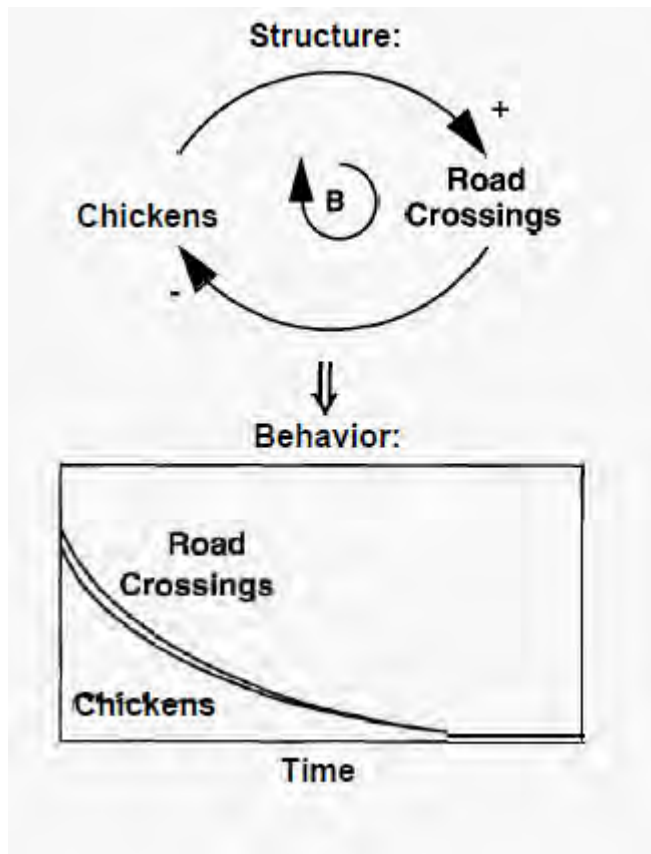 Structure:
+
Road
Crossings
B
Chickens
-
Behavior:
Road
Crossings
Chickens
Time